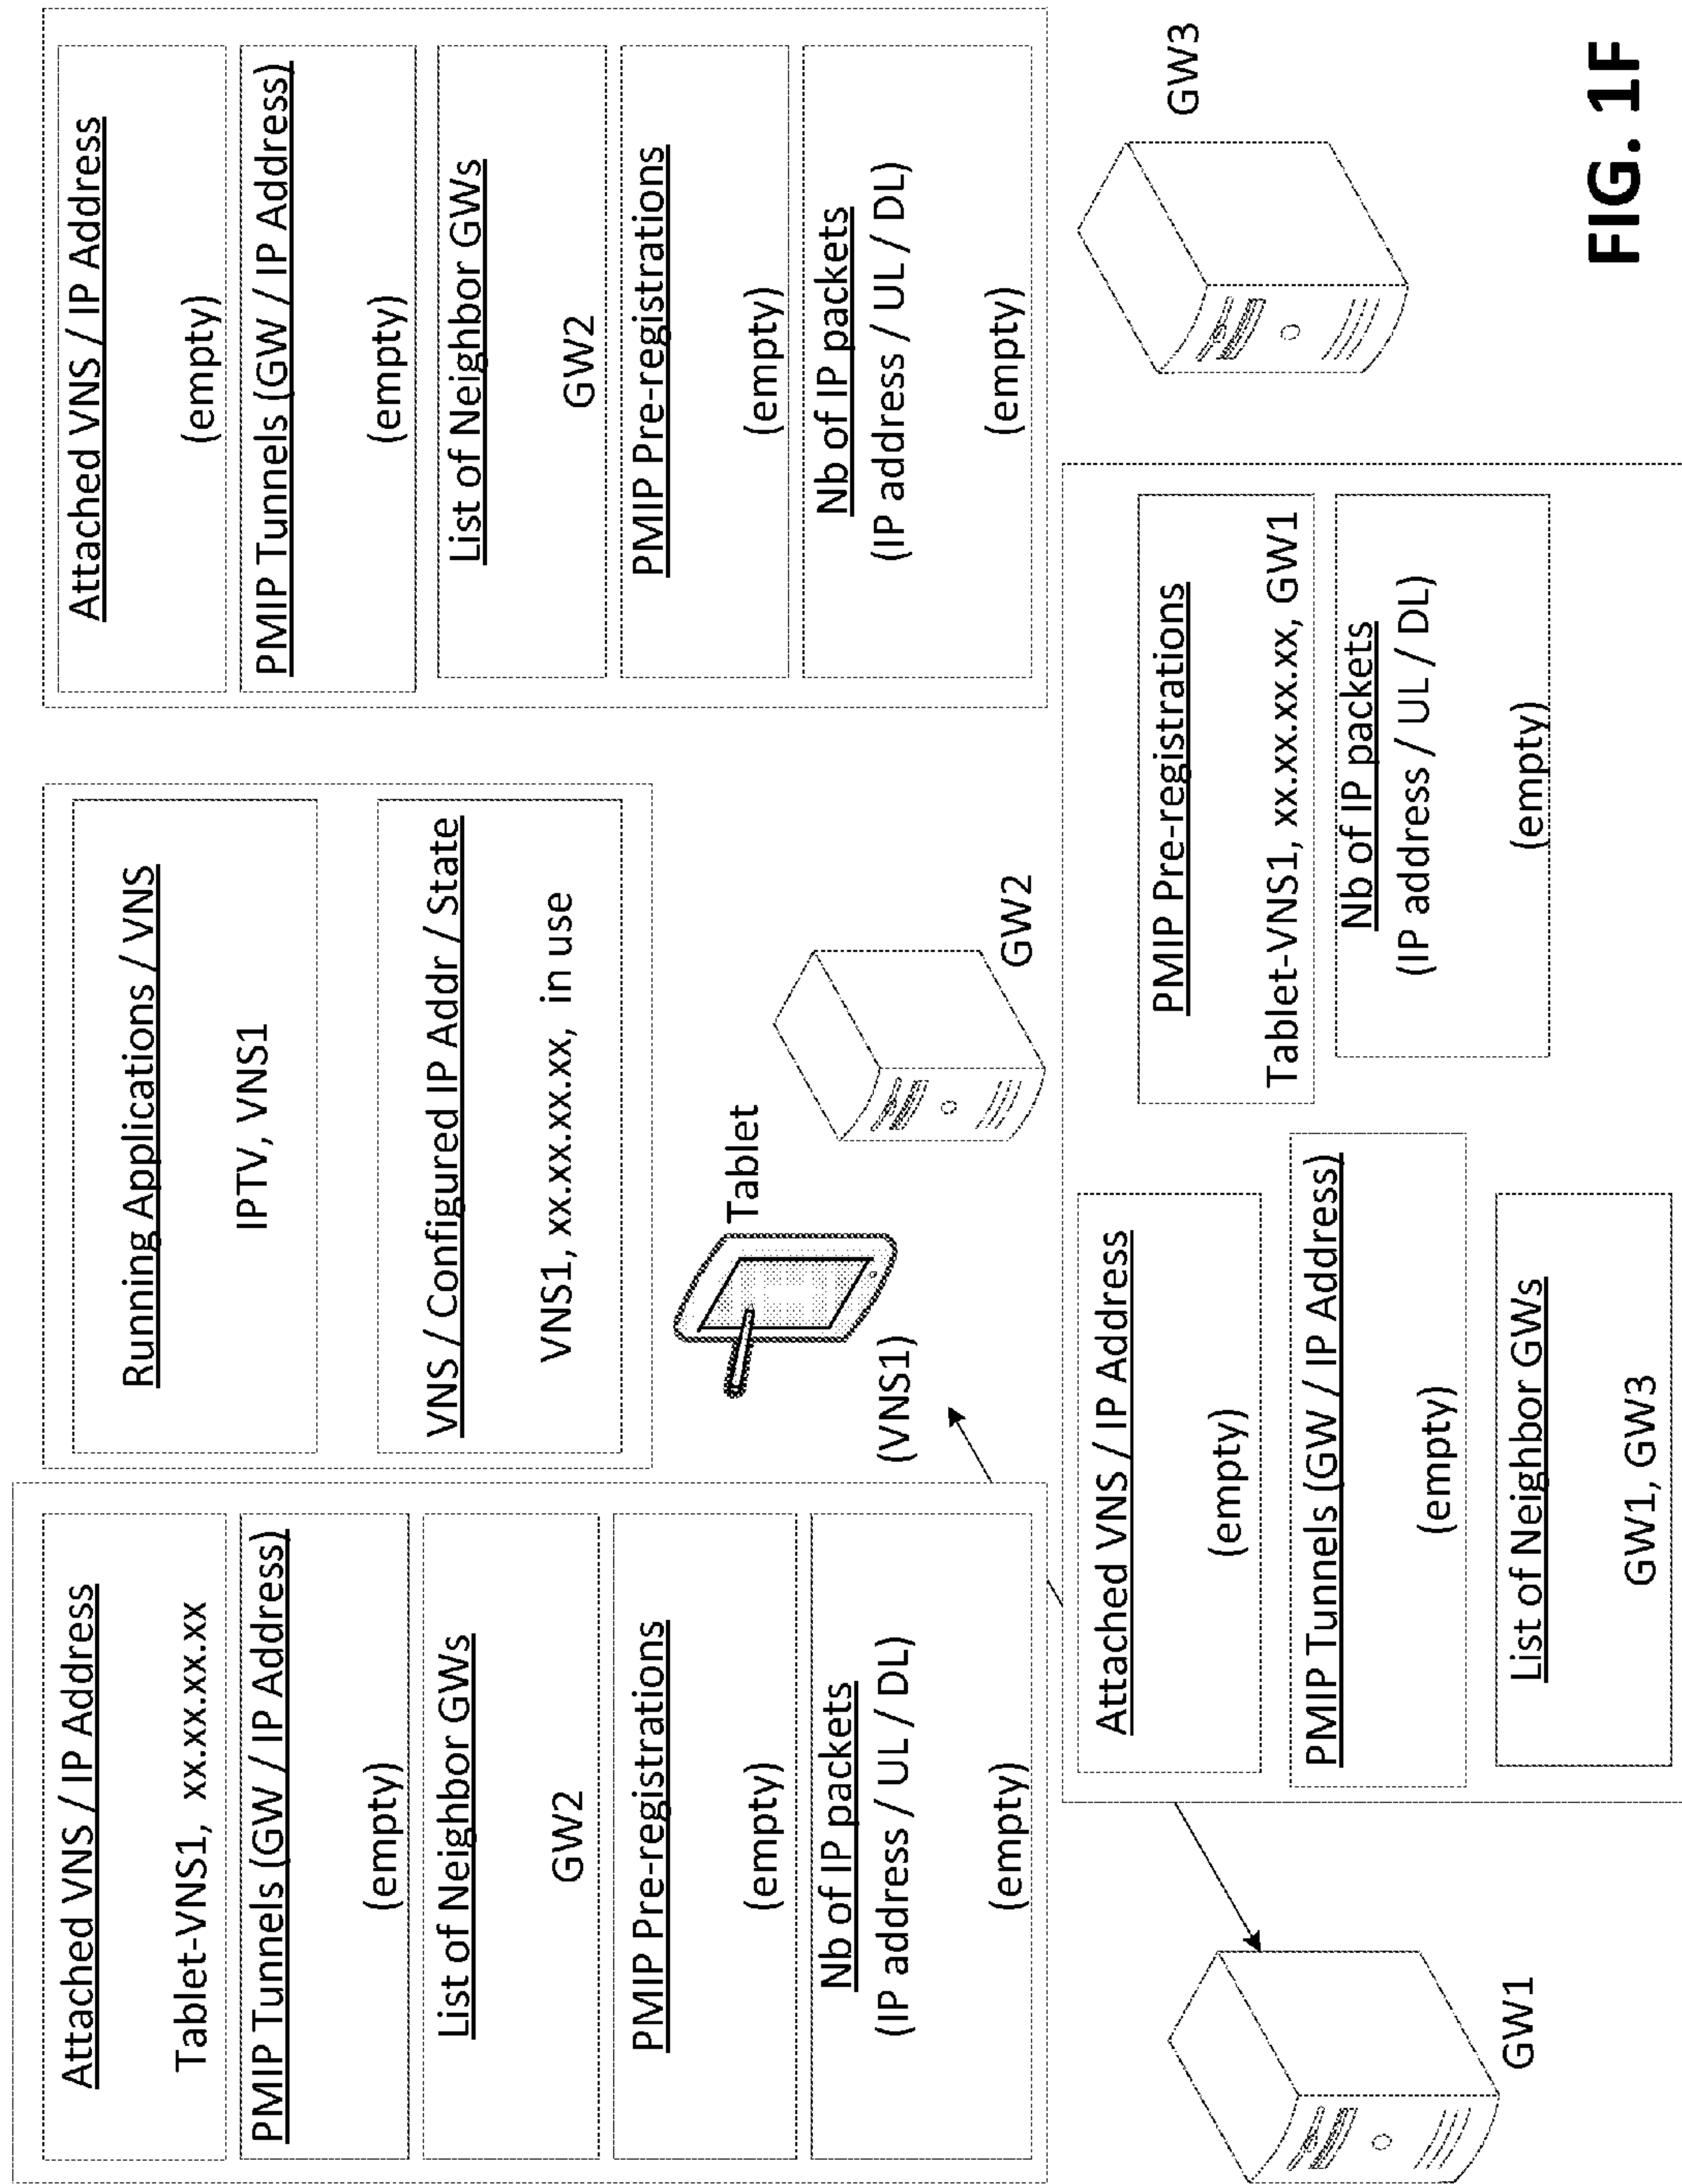 Attached VNS / IP Address
Tablet-VNS1, xx.xx.xx.xx
PMIP Tunnels (GW / IP Address)
(empty)
List of Neighbor GWs
GW2
PMIP Pre-registrations
(empty)
Nb of IP packets
(IP address / UL / DL)
(empty)
Running Applications / VNS
IPTV, VNS1
VNS / Configured IP Addr / State
VNS1, xx.xx.xx.xx, in use
Attached VNS / IP Address
(empty)
PMIP Tunnels (GW / IP Address)
(empty)
List of Neighbor GWs
GW2
PMIP Pre-registrations
(empty)
Nb of IP packets
(IP address / UL / DL)
(empty)
Tablet
(VNS1)
GW2
GW3
GW1
Attached VNS / IP Address
(empty)
PMIP Tunnels (GW / IP Address)
(empty)
List of Neighbor GWs
GW1, GW3
PMIP Pre-registrations
Tablet-VNS1, xx.xx.xx.xx, GW1
Nb of IP packets
(IP address / UL / DL)
(empty)
FIG. 1F